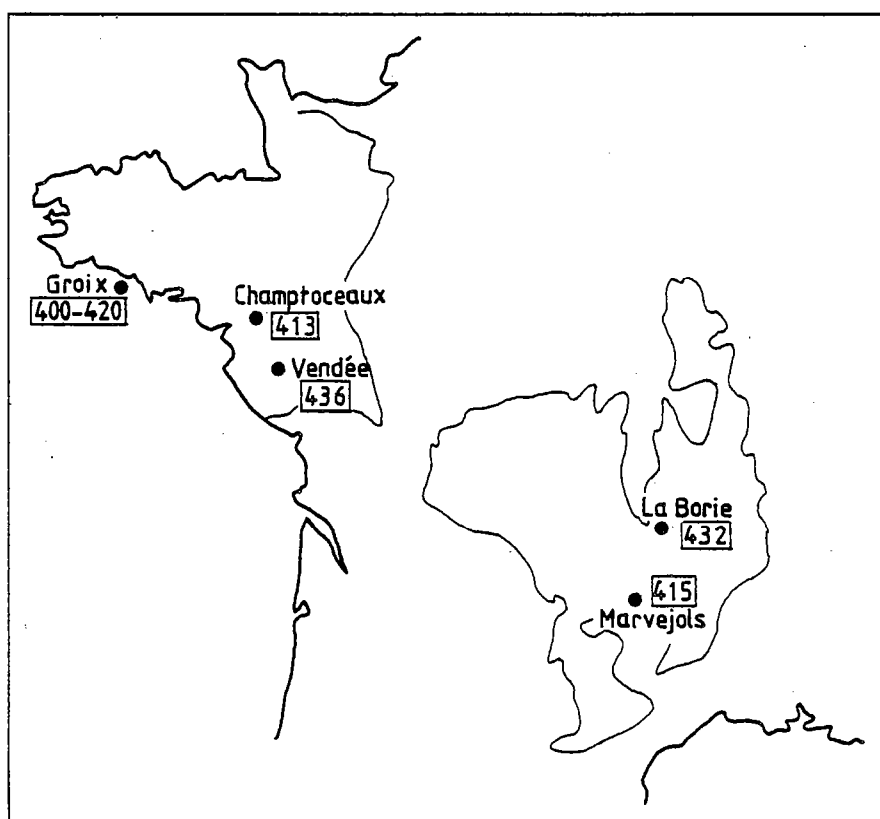 Groix
400-420
Champtoceaux
413
Vendée
436
La Borie
432
415
Marvejols